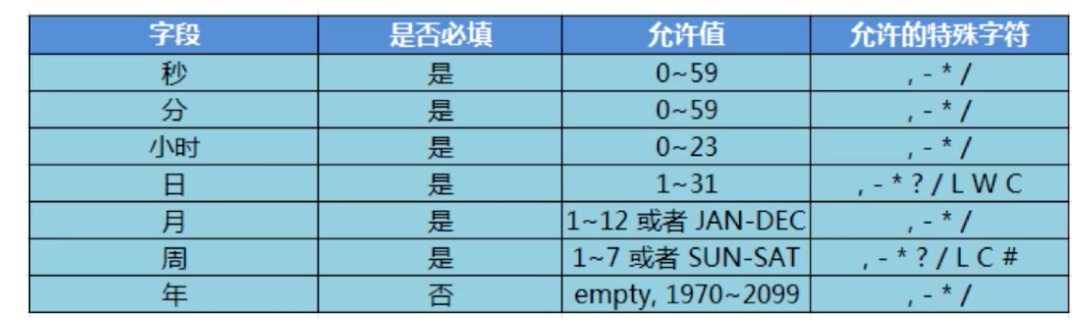 字段 是否必填 允许值 允许的特殊字符
秒 是 0~59 , - * /
分 是 0~59 , - * /
小时 是 0~23 , - * /
日 是 1~31 , - * ? / L W C
月 是 1~12 或者 JAN-DEC , - * /
周 是 1~7 或者 SUN-SAT , - * ? / L C #
年 否 empty, 1970~2099 , - * /